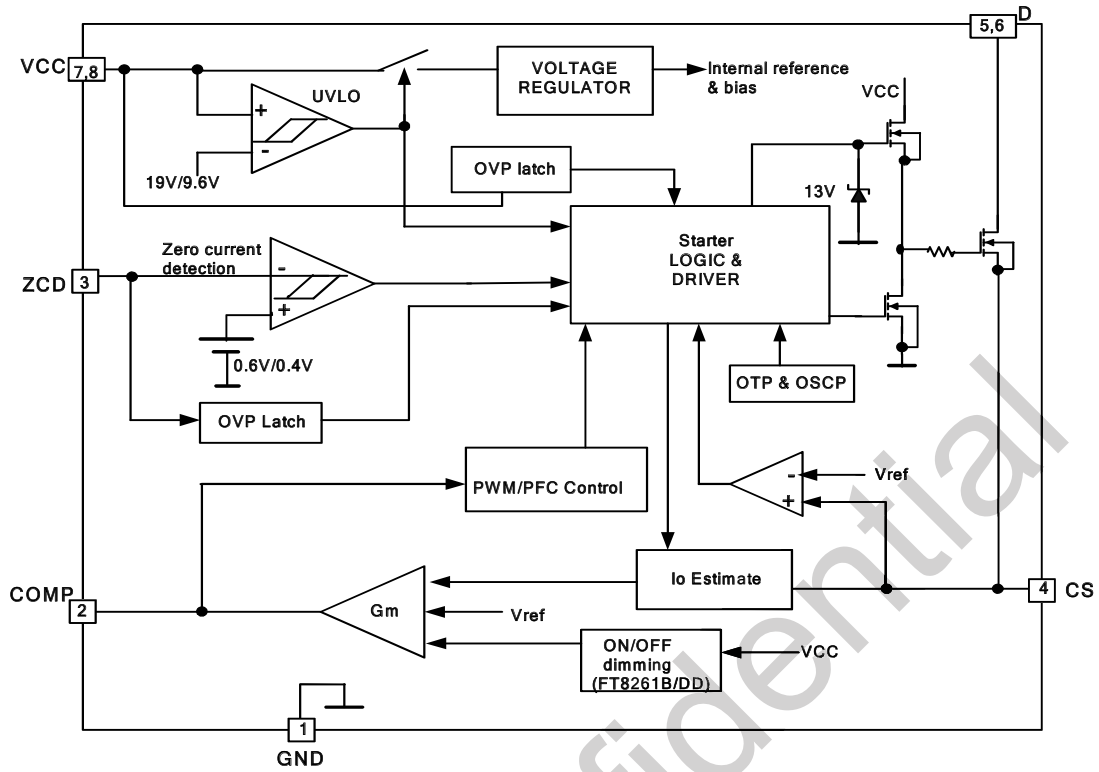 D
5,6
VCC
7,8
UVLO
+
-
19V/9.6V
VOLTAGE
REGULATOR
Internal reference
& bias
VCC
OVP latch
13V
Starter
LOGIC &
DRIVER
Zero current
detection
ZCD
3
-
+
0.6V/0.4V
OVP Latch
OTP & OSCP
PWM/PFC Control
-
+
Vref
Io Estimate
COMP
2
Gm
Vref
4
CS
ON/OFF
dimming
(FT8261B/DD)
VCC
1
GND
fidential